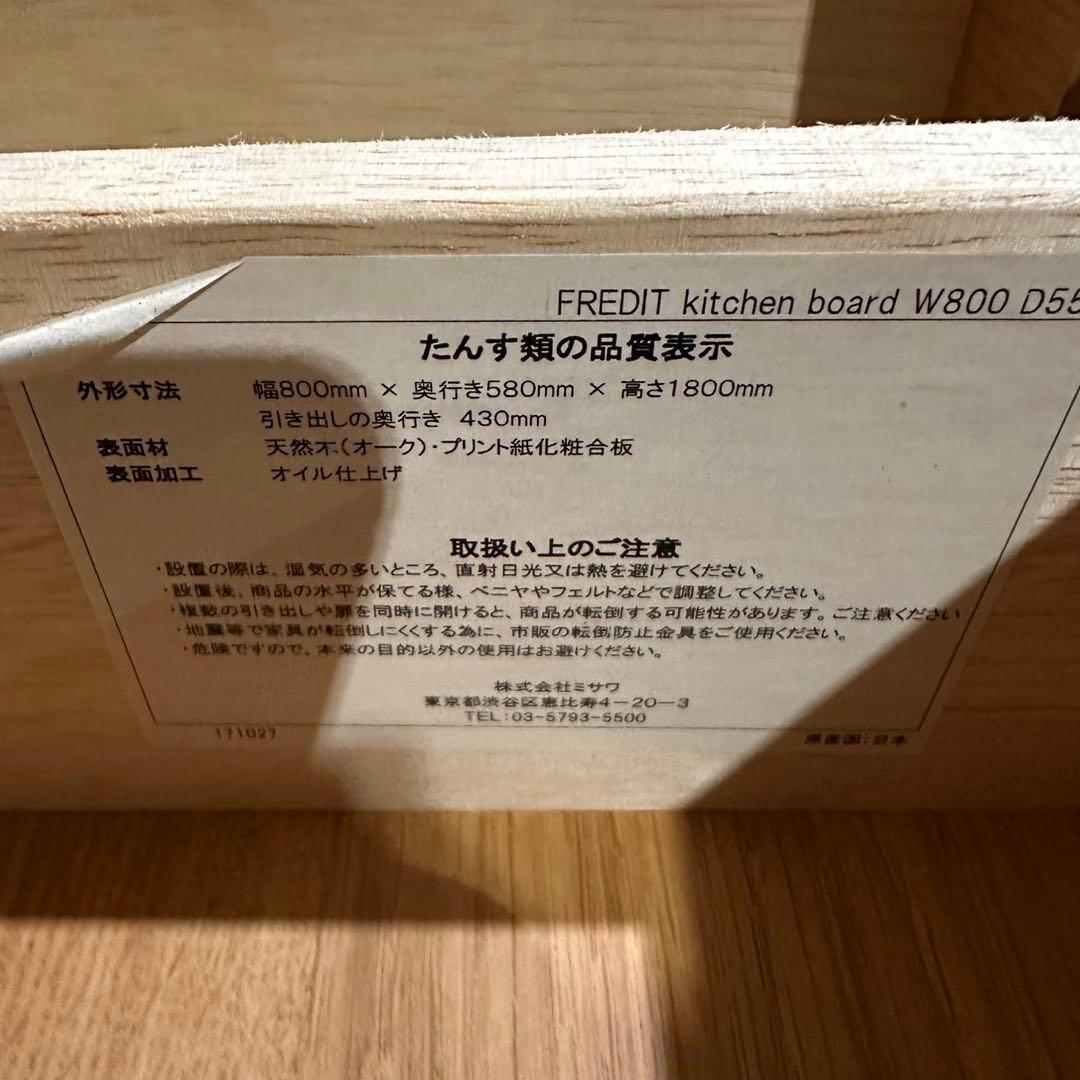 FREDIT kitchen board W800 D55
たんす類の品質表示
外形寸法 幅800mm × 奥行き580mm × 高さ1800mm
引き出しの奥行き 430mm
表面材 天然木(オーク)・プリント紙化粧合板
表面加工 オイル仕上げ
取扱い上のご注意
・設置の際は、湿気の多いところ、直射日光又は熱を避けてください。
・設置後、商品の水平が保てる様、ベニヤやフェルトなどで調整してください。
・複数の引き出しや扉を同時に開けると、商品が転倒する可能性があります。ご注意ください
・地震等で家具が転倒しにくくする為に、市販の転倒防止金具をご使用ください。
・危険ですので、本来の目的以外の使用はお避けください。
株式会社ミサワ
東京都渋谷区恵比寿4-20-3
TEL:03-5793-5500
171027 原産国:日本